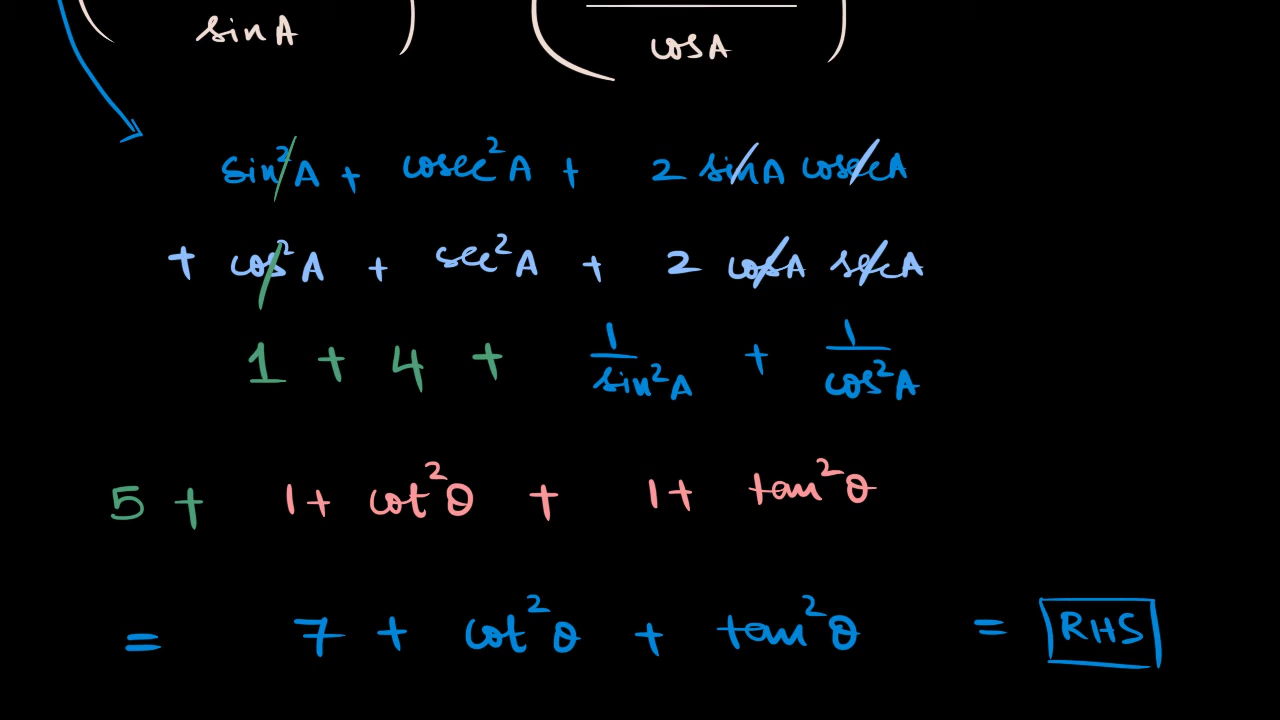 sinA cosA
sin²A + cosec²A + 2 sinA cosecA
+ cos²A + sec²A + 2 cosA secA
1 + 4 + 1/sin²A + 1/cos²A
5 + 1+ cot²θ + 1+ tan²θ
= 7 + cot²θ + tan²θ = RHS